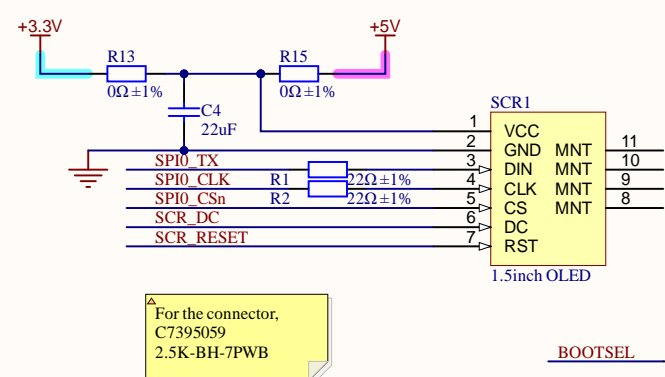 +3.3V
+5V
R13
R15
0Ω ±1%
0Ω ±1%
C4
22uF
SCR1
1 VCC
2 GND MNT 11
SPI0_TX 3 DIN MNT 10
SPI0_CLK R1 22Ω ±1% 4 CLK MNT 9
SPI0_CSn R2 22Ω ±1% 5 CS MNT 8
SCR_DC 6 DC
SCR_RESET 7 RST
1.5inch OLED
For the connector,
C7395059
2.5K-BH-7PWB
BOOTSEL